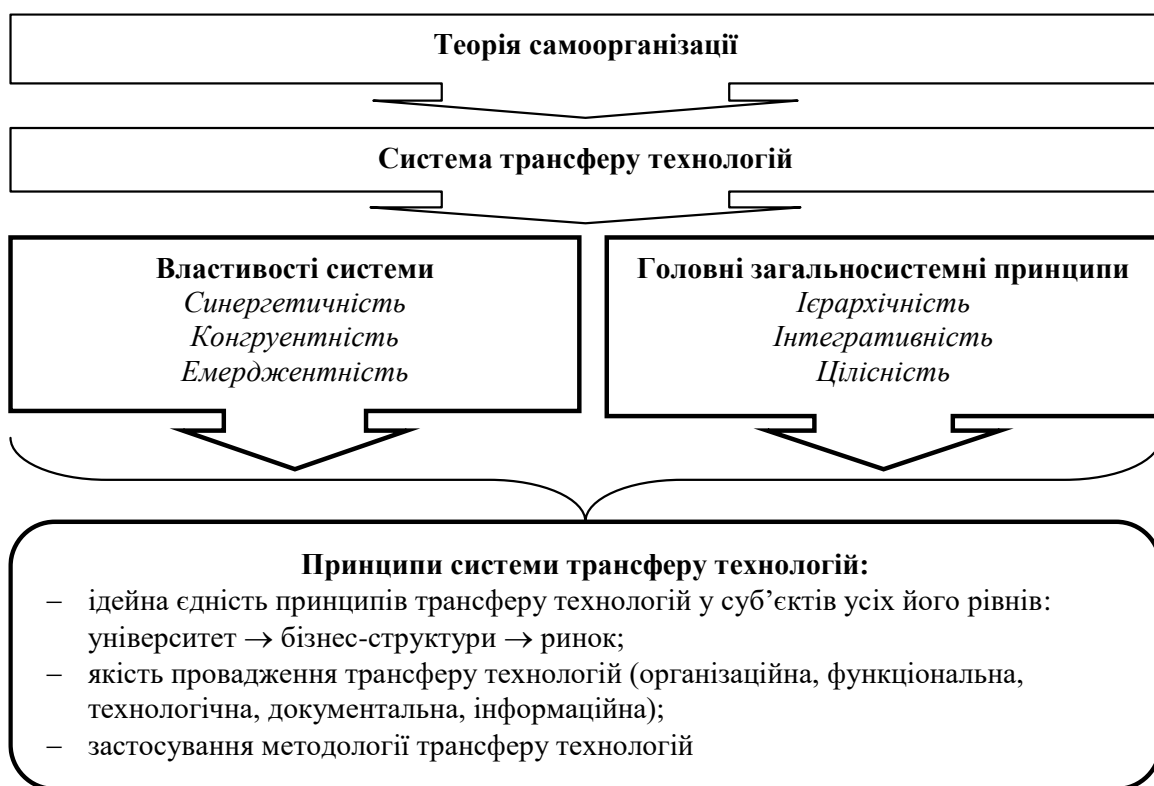 Теорія самоорганізації
Система трансферу технологій
Властивості системи
Синергетичність
Конгруентність
Емерджентність
Головні загальносистемні принципи
Ієрархічність
Інтегративність
Цілісність
Принципи системи трансферу технологій:
– ідейна єдність принципів трансферу технологій у суб’єктів усіх його рівнів:
університет → бізнес-структури → ринок;
– якість провадження трансферу технологій (організаційна, функціональна,
технологічна, документальна, інформаційна);
– застосування методології трансферу технологій